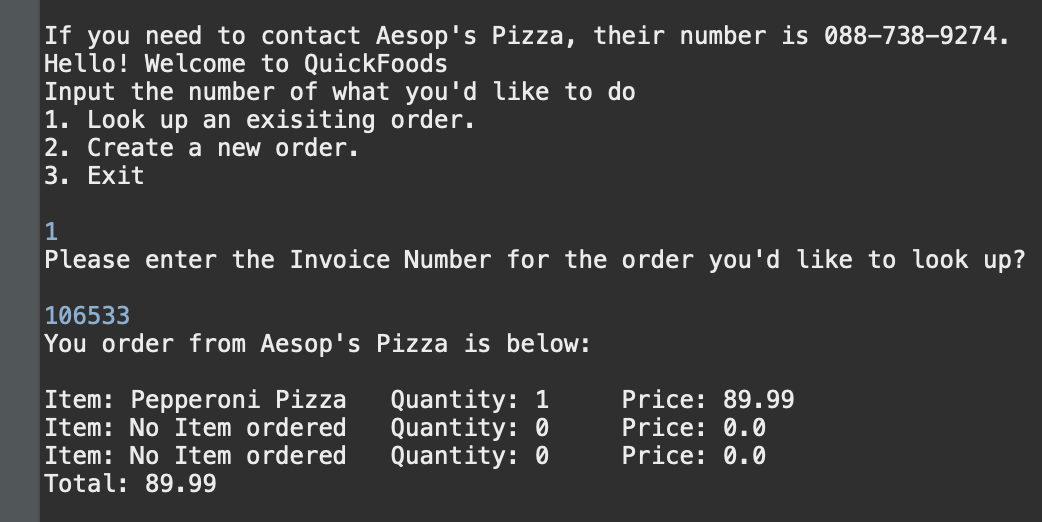 If you need to contact Aesop's Pizza, their number is 088-738-9274.
Hello! Welcome to QuickFoods
Input the number of what you'd like to do
1. Look up an exisiting order.
2. Create a new order.
3. Exit
1
Please enter the Invoice Number for the order you'd like to look up?
106533
You order from Aesop's Pizza is below:
Item: Pepperoni Pizza   Quantity: 1     Price: 89.99
Item: No Item ordered   Quantity: 0     Price: 0.0
Item: No Item ordered   Quantity: 0     Price: 0.0
Total: 89.99